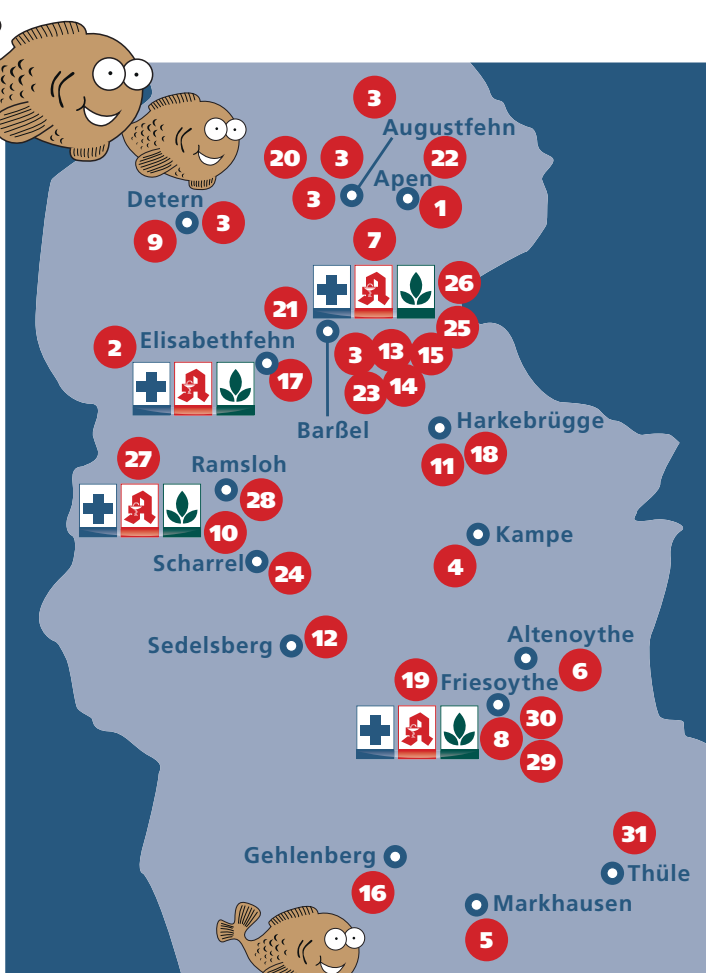 3
Augustfehn
20
3
22
3
Apen
1
Detern
9
3
7
26
21
25
2
Elisabethfehn
17
3
13
15
23
14
Barßel
Harkebrügge
11
18
27
Ramsloh
28
10
Scharrel
24
Kampe
4
Sedelsberg
12
Altenoythe
6
19
Friesoythe
30
8
29
31
Gehlenberg
16
Thüle
Markhausen
5